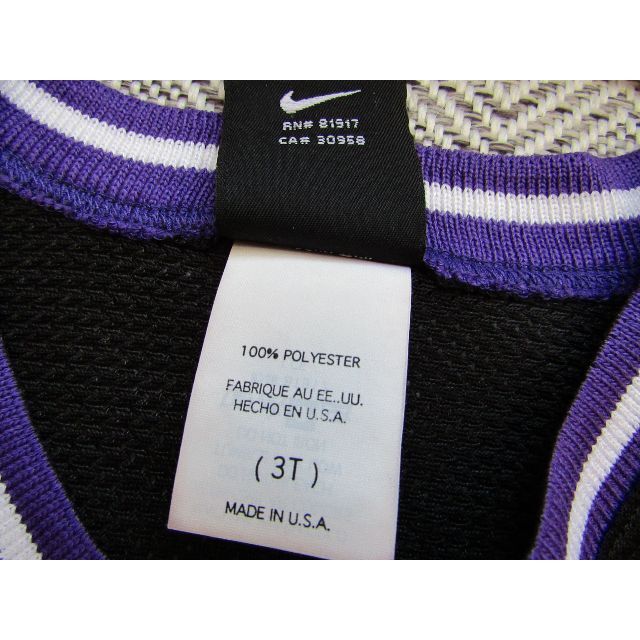 RN# 81917
CA# 30958
100% POLYESTER
FABRIQUE AU EE..UU.
HECHO EN U.S.A.
( 3T )
MADE IN U.S.A.